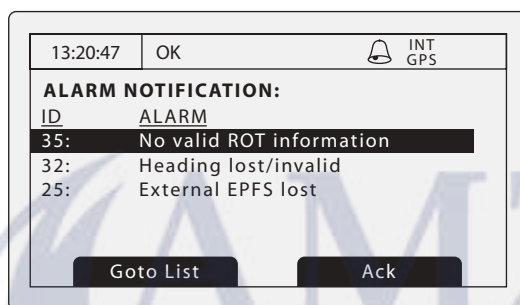 13:20:47 OK INT
GPS
ALARM NOTIFICATION:
ID ALARM
35: No valid ROT information
32: Heading lost/invalid
25: External EPFS lost
Goto List Ack